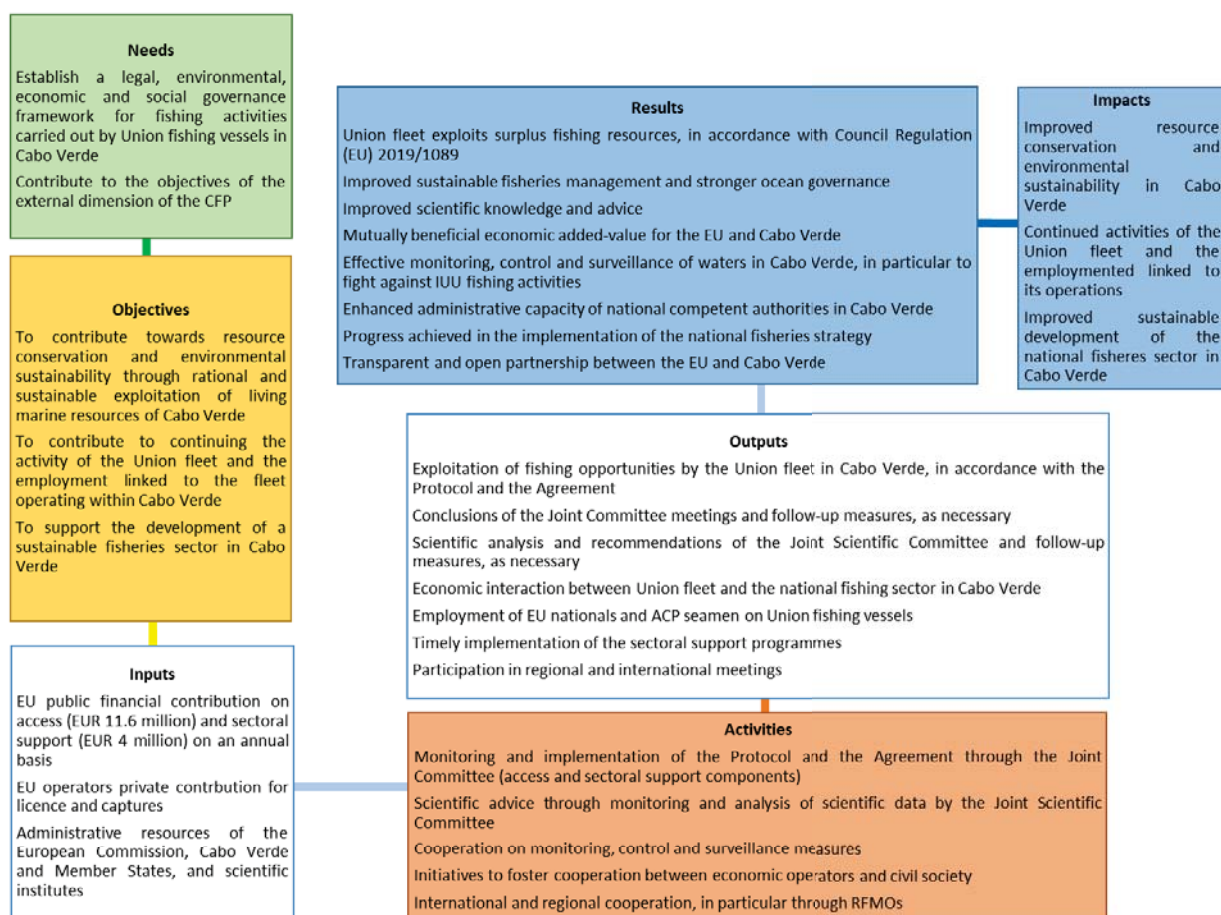 Needs
Establish a legal, environmental,
economic and social governance
framework for fishing activities
carried out by Union fishing vessels in
Cabo Verde
Contribute to the objectives of the
external dimension of the CFP
Objectives
To contribute towards resource
conservation and environmental
sustainability through rational and
sustainable exploitation of living
marine resources of Cabo Verde
To contribute to continuing the
activity of the Union fleet and the
employment linked to the fleet
operating within Cabo Verde
To support the development of a
sustainable fisheries sector in Cabo
Verde
Inputs
EU public financial contribution on
access (EUR 11.6 million) and sectoral
support (EUR 4 million) on an annual
basis
EU operators private contrbution for
licence and captures
Administrative resources of the
European Commission, Cabo Verde
and Member States, and scientific
institutes
Results
Union fleet exploits surplus fishing resources, in accordance with Council Regulation
(EU) 2019/1089
Improved sustainable fisheries management and stronger ocean governance
Improved scientific knowledge and advice
Mutually beneficial economic added-value for the EU and Cabo Verde
Effective monitoring, control and surveillance of waters in Cabo Verde, in particular to
fight against IUU fishing activities
Enhanced administrative capacity of national competent authorities in Cabo Verde
Progress achieved in the implementation of the national fisheries strategy
Transparent and open partnership between the EU and Cabo Verde
Impacts
Improved resource
conservation and
environmental
sustainability in Cabo
Verde
Continued activities of the
Union fleet and the
employmented linked to
its operations
Improved sustainable
development of the
national fisheres sector in
Cabo Verde
Outputs
Exploitation of fishing opportunities by the Union fleet in Cabo Verde, in accordance with the
Protocol and the Agreement
Conclusions of the Joint Committee meetings and follow-up measures, as necessary
Scientific analysis and recommendations of the Joint Scientific Committee and follow-up
measures, as necessary
Economic interaction between Union fleet and the national fishing sector in Cabo Verde
Employment of EU nationals and ACP seamen on Union fishing vessels
Timely implementation of the sectoral support programmes
Participation in regional and international meetings
Activities
Monitoring and implementation of the Protocol and the Agreement through the Joint
Committee (access and sectoral support components)
Scientific advice through monitoring and analysis of scientific data by the Joint Scientific
Committee
Cooperation on monitoring, control and surveillance measures
Initiatives to foster cooperation between economic operators and civil society
International and regional cooperation, in particular through RFMOs